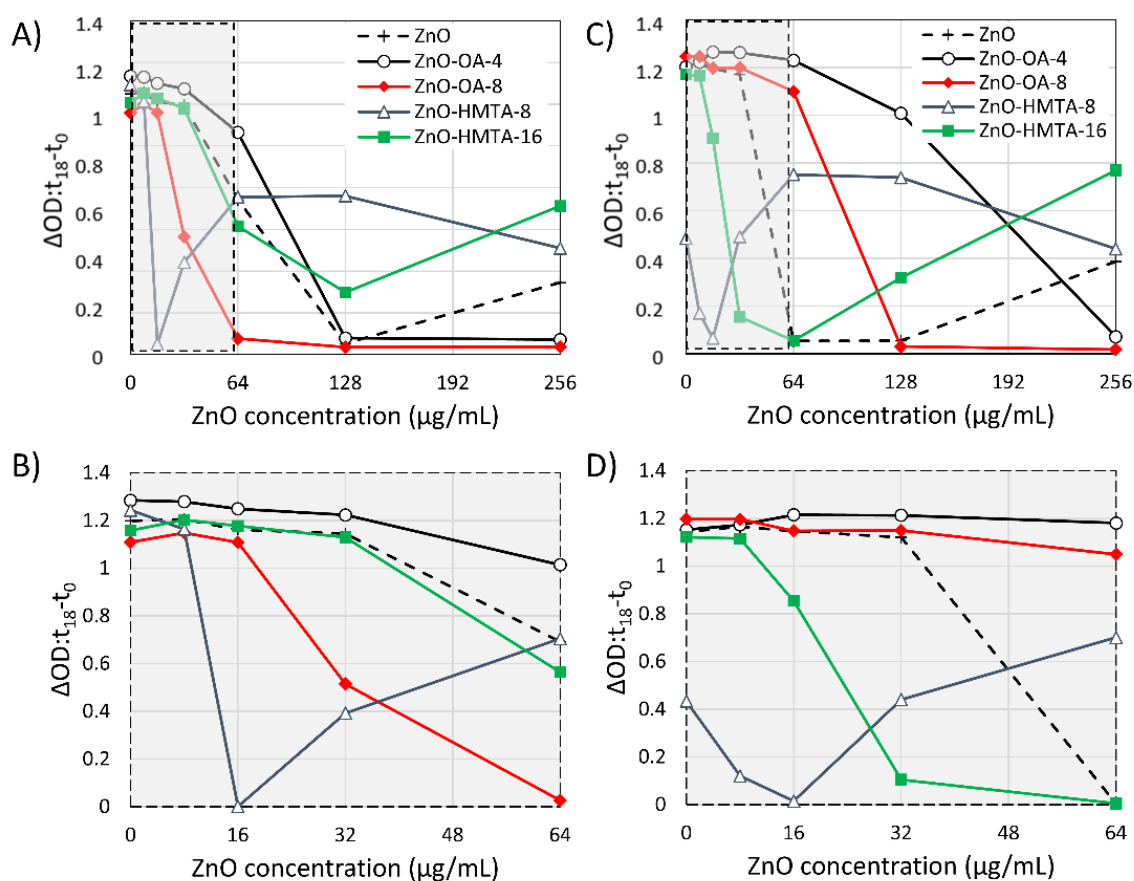 A)
1.4
1.2
1
0.8
0.6
0.4
0.2
0
ΔOD:t₁₈-t₀
0 64 128 192 256
ZnO concentration (µg/mL)
ZnO
ZnO-OA-4
ZnO-OA-8
ZnO-HMTA-8
ZnO-HMTA-16
C)
1.4
1.2
1
0.8
0.6
0.4
0.2
0
ΔOD:t₁₈-t₀
0 64 128 192 256
ZnO concentration (µg/mL)
ZnO
ZnO-OA-4
ZnO-OA-8
ZnO-HMTA-8
ZnO-HMTA-16
B)
1.4
1.2
1
0.8
0.6
0.4
0.2
0
ΔOD:t₁₈-t₀
0 16 32 48 64
ZnO concentration (µg/mL)
D)
1.4
1.2
1
0.8
0.6
0.4
0.2
0
ΔOD:t₁₈-t₀
0 16 32 48 64
ZnO concentration (µg/mL)